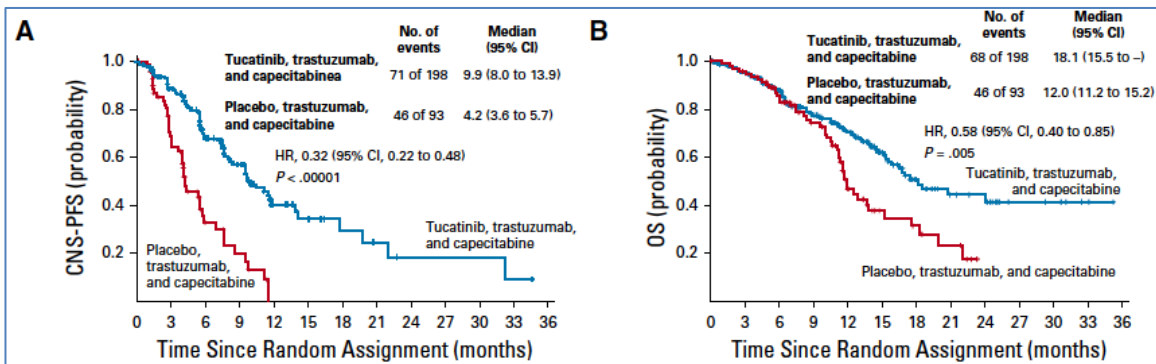 A
No. of events
Median (95% CI)
Tucatinib, trastuzumab, and capecitabinea
71 of 198
9.9 (8.0 to 13.9)
Placebo, trastuzumab, and capecitabine
46 of 93
4.2 (3.6 to 5.7)
HR, 0.32 (95% CI, 0.22 to 0.48)
P < .00001
CNS-PFS (probability)
1.0
0.8
0.6
0.4
0.2
Placebo, trastuzumab, and capecitabine
Tucatinib, trastuzumab, and capecitabine
0 3 6 9 12 15 18 21 24 27 30 33 36
Time Since Random Assignment (months)
B
No. of events
Median (95% CI)
Tucatinib, trastuzumab, and capecitabine
68 of 198
18.1 (15.5 to –)
Placebo, trastuzumab, and capecitabine
46 of 93
12.0 (11.2 to 15.2)
HR, 0.58 (95% CI, 0.40 to 0.85)
P = .005
OS (probability)
1.0
0.8
0.6
0.4
0.2
Tucatinib, trastuzumab, and capecitabine
Placebo, trastuzumab, and capecitabine
0 3 6 9 12 15 18 21 24 27 30 33 36
Time Since Random Assignment (months)